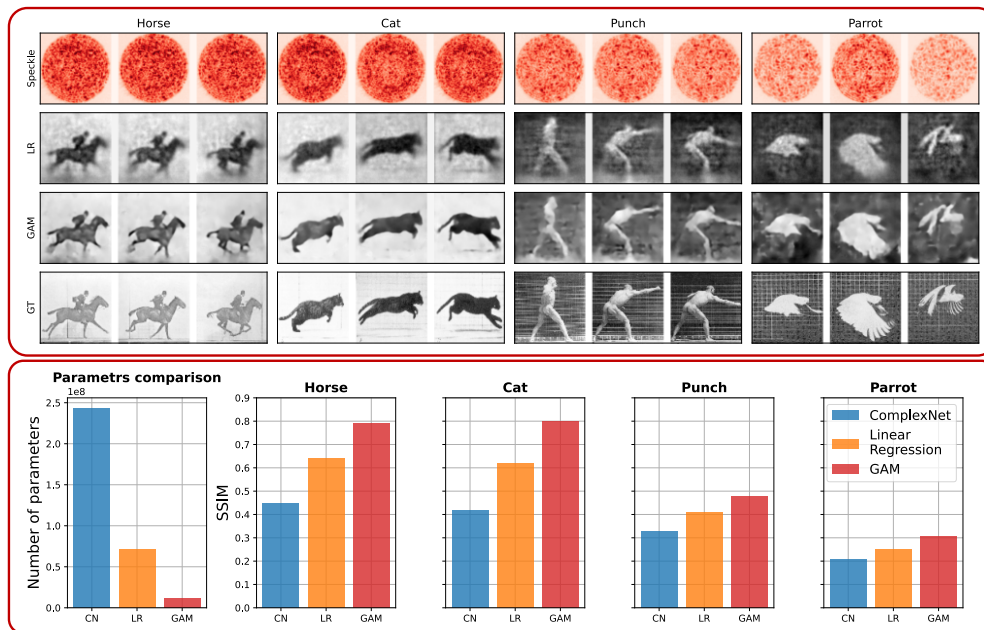 Horse Cat Punch Parrot
Speckle
LR
GAM
GT
Parametrs comparison
1e8
Number of parameters
2.5
2.0
1.5
1.0
0.5
0.0
CN LR GAM
Horse
SSIM
0.9
0.8
0.7
0.6
0.5
0.4
0.3
0.2
0.1
0.0
CN LR GAM
Cat
CN LR GAM
Punch
CN LR GAM
Parrot
ComplexNet
Linear
Regression
GAM
CN LR GAM